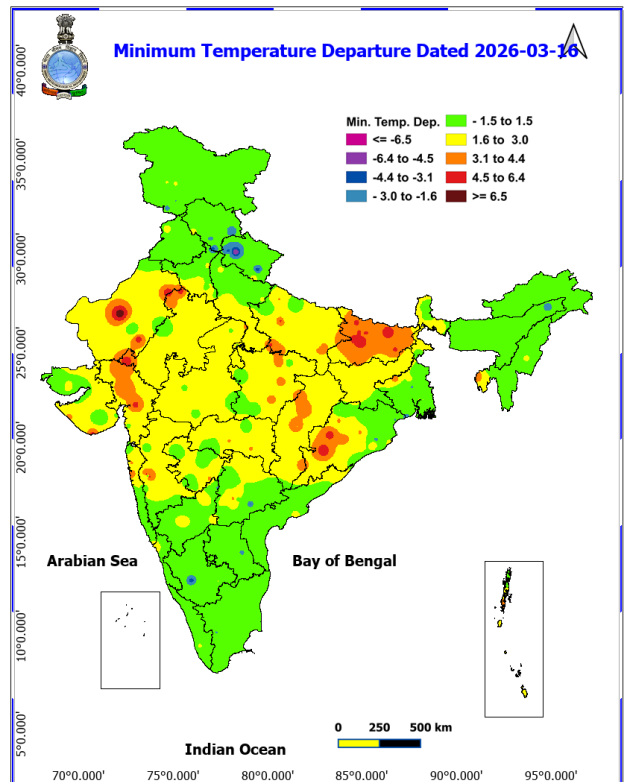 Minimum Temperature Departure Dated 2026-03-16
Min. Temp. Dep.
<= -6.5
-6.4 to -4.5
-4.4 to -3.1
- 3.0 to -1.6
- 1.5 to 1.5
1.6 to 3.0
3.1 to 4.4
4.5 to 6.4
>= 6.5
40°0.000'
35°0.000'
30°0.000'
25°0.000'
20°0.000'
15°0.000'
10°0.000'
5°0.000'
Arabian Sea
Bay of Bengal
0 250 500 km
Indian Ocean
70°0.000' 75°0.000' 80°0.000' 85°0.000' 90°0.000' 95°0.000'